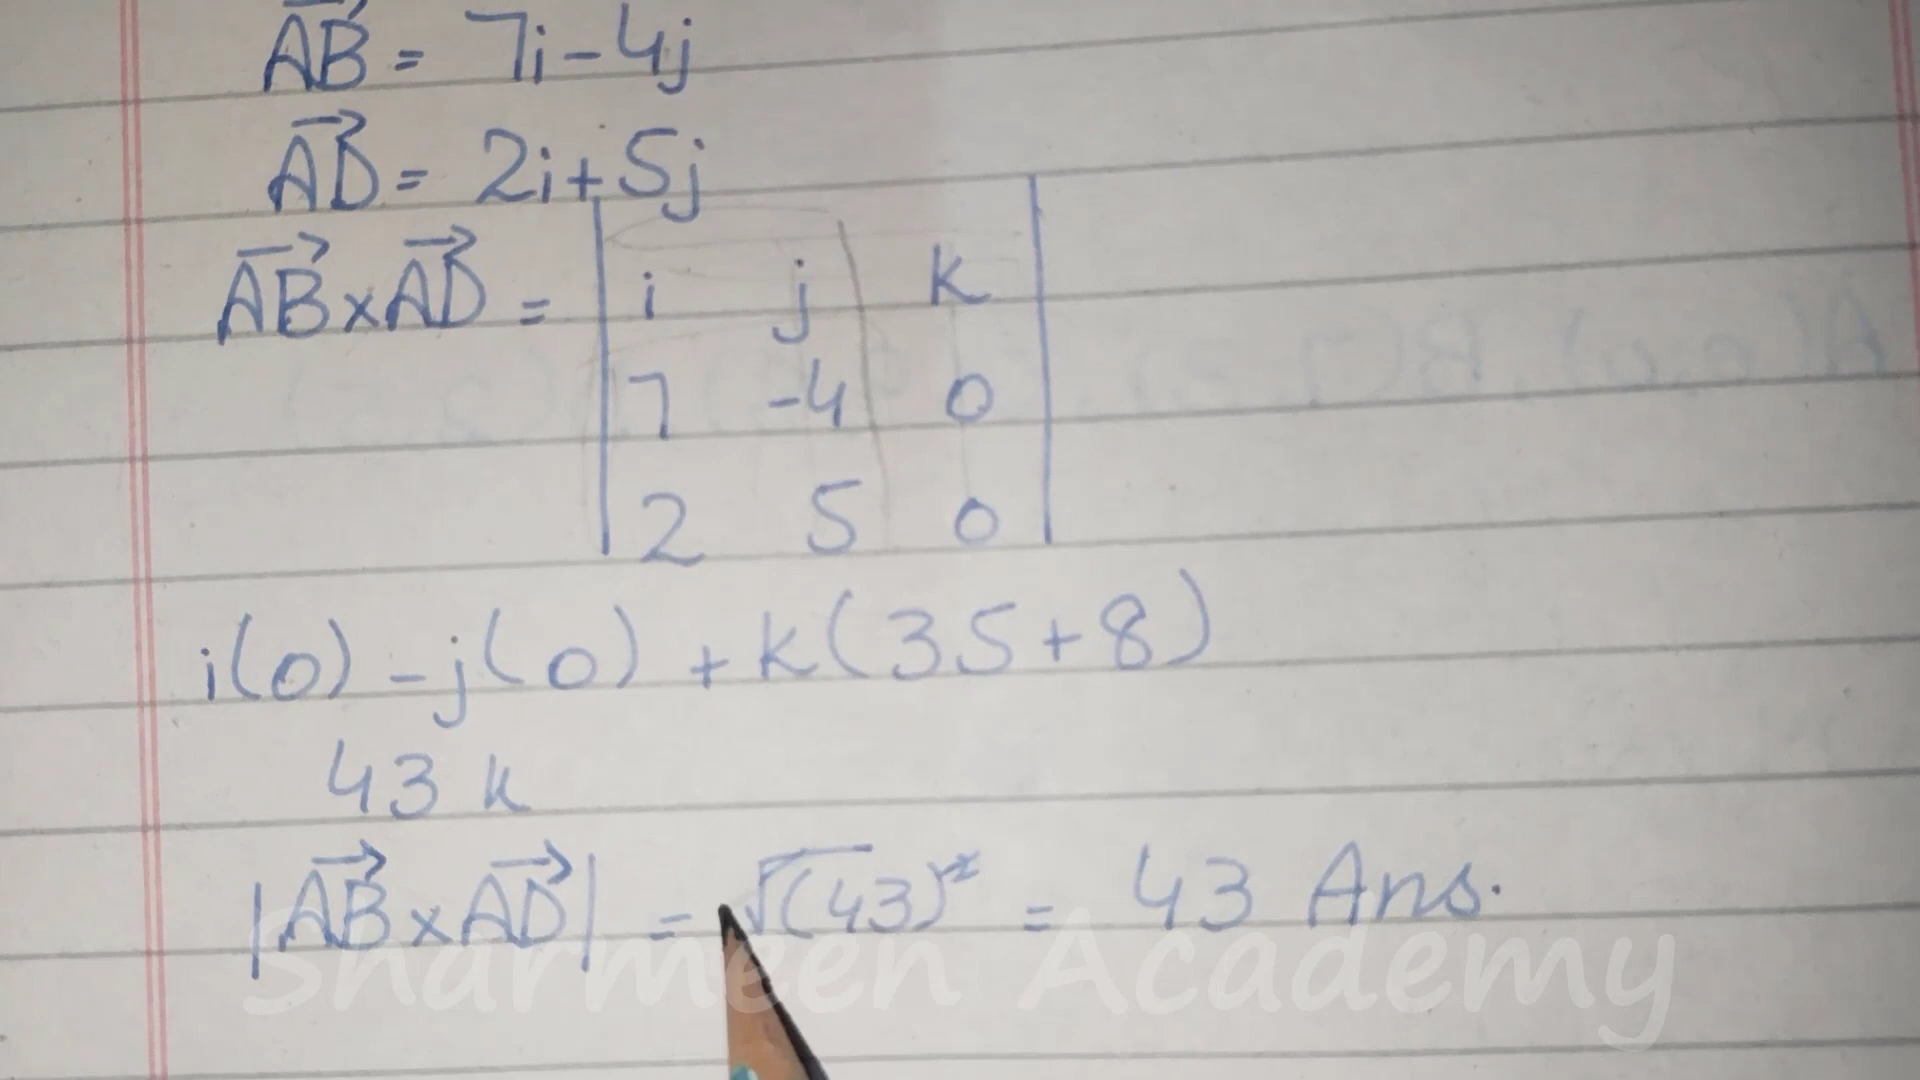 AB = 7i - 4j
AD = 2i + 5j
AB x AD = | i j k |
7 -4 0
2 5 0
i(0) - j(0) + k(35+8)
43 k
|AB x AD| = √(43)² = 43 Ans.
Sharmeen Academy